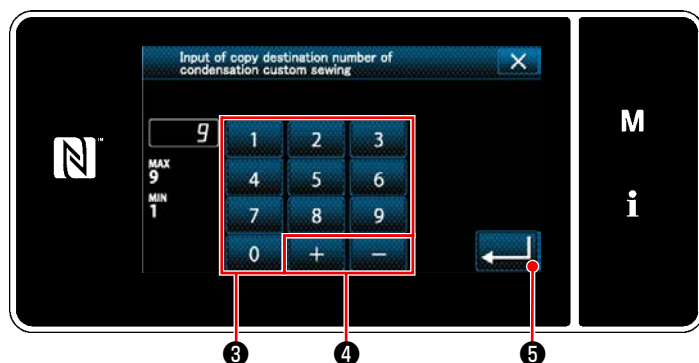 Input of copy destination number of
condensation custom sewing
9
MAX
9
MIN
1
1 2 3
4 5 6
7 8 9
0 + −
M
i
N™
❸ ❹ ❺